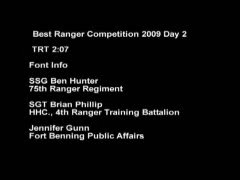 Best Ranger Competition 2009 Day 2
TRT 2:07
Font Info
SSG Ben Hunter
75th Ranger Regiment
SGT Brian Phillip
HHC., 4th Ranger Training Battalion
Jennifer Gunn
Fort Benning Public Affairs